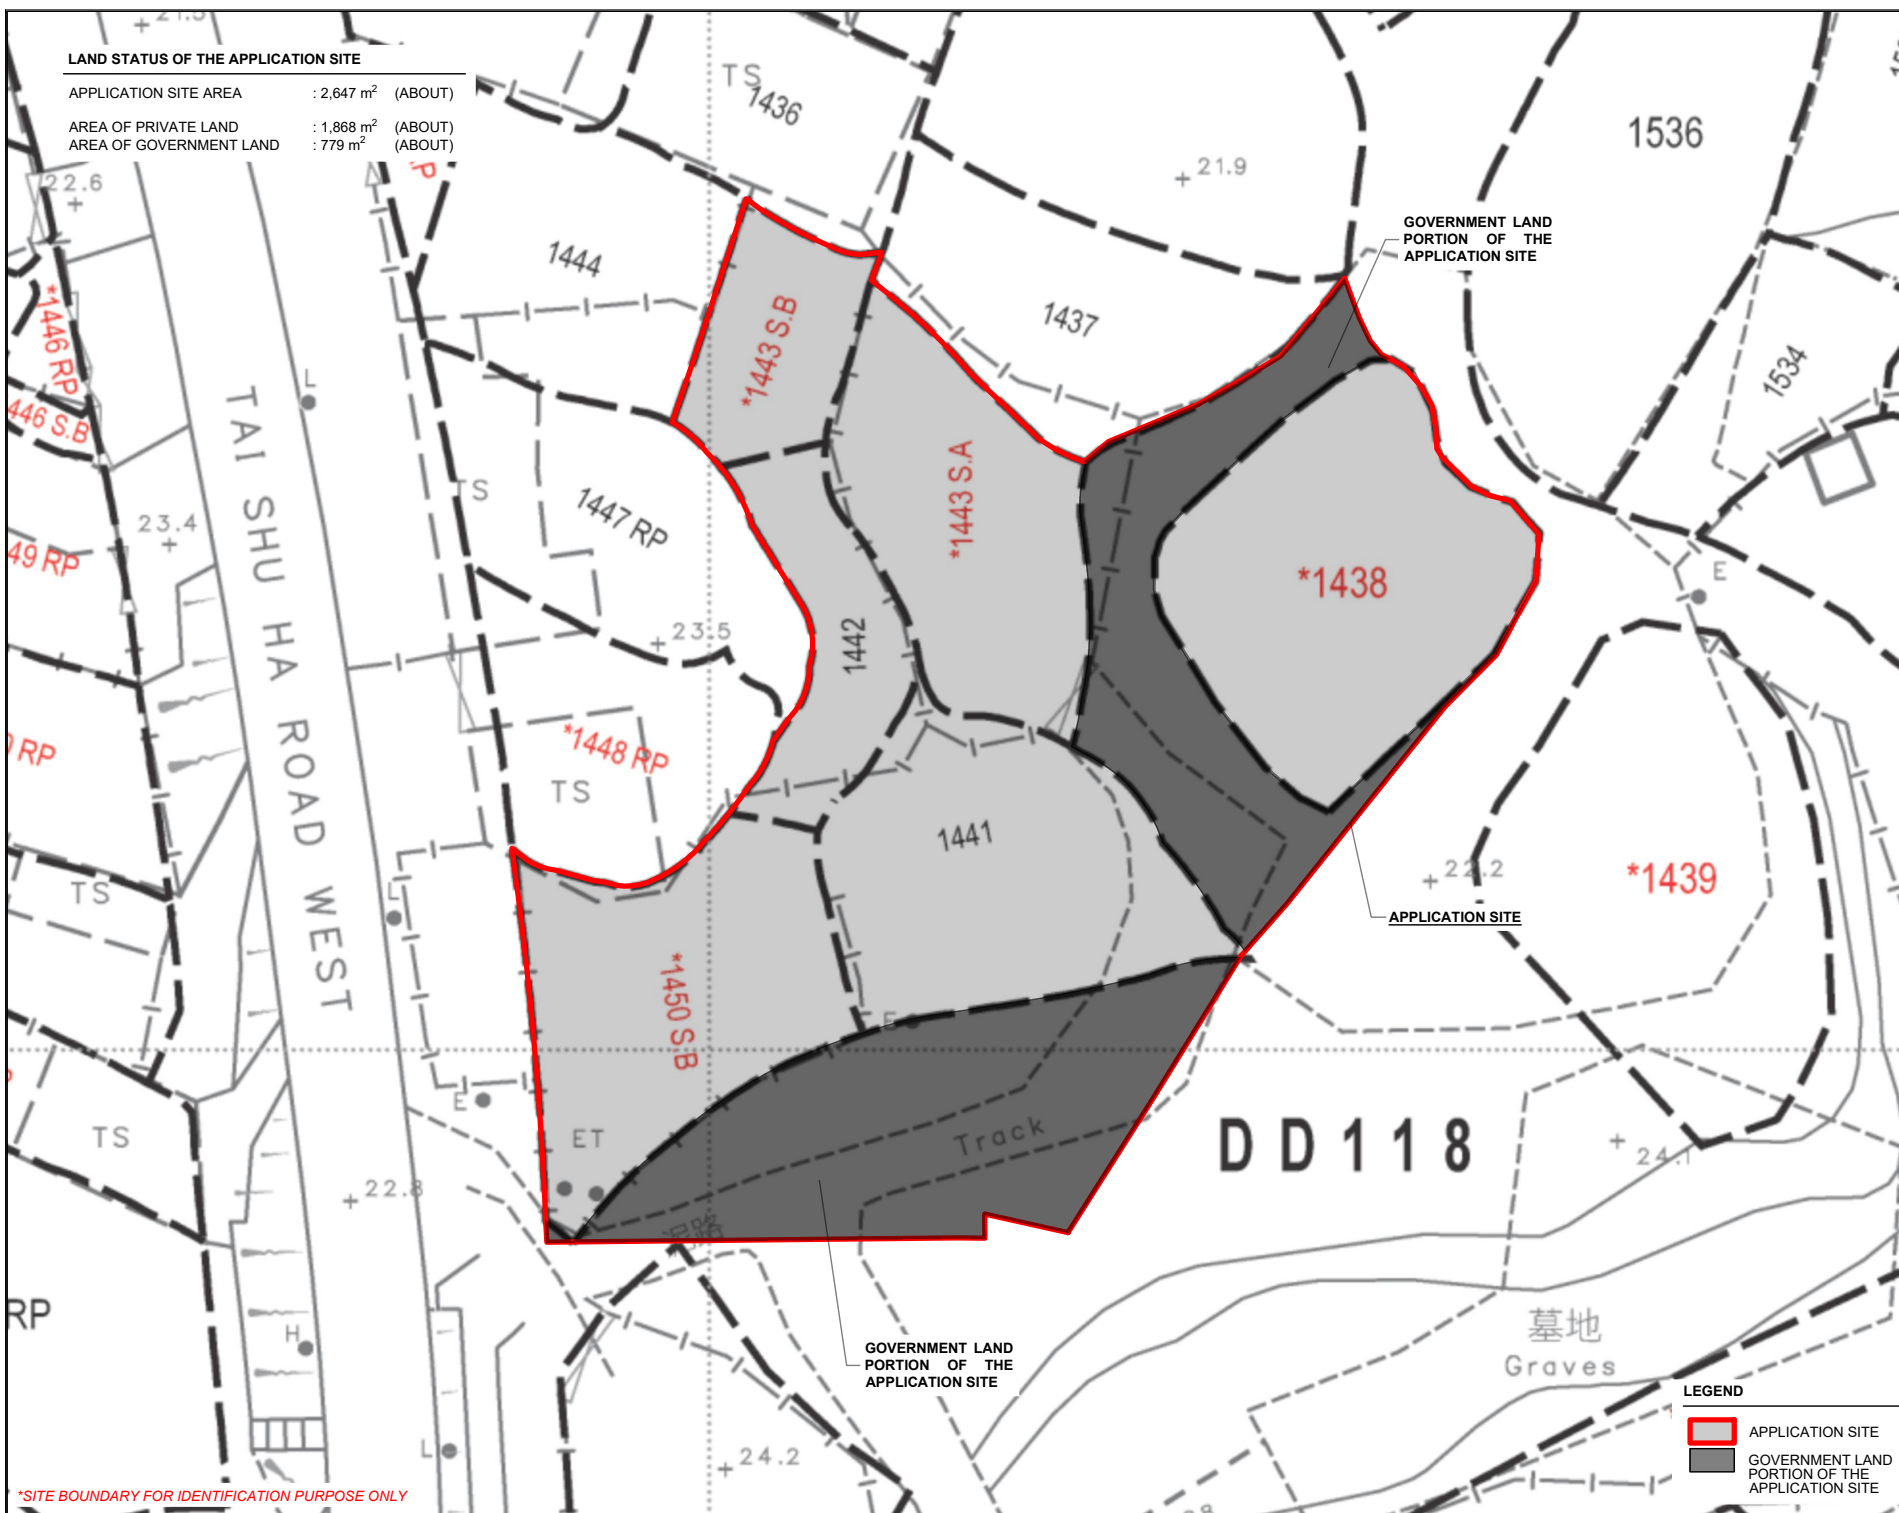 LAND STATUS OF THE APPLICATION SITE
APPLICATION SITE AREA : 2,647 m² (ABOUT)
AREA OF PRIVATE LAND : 1,868 m² (ABOUT)
AREA OF GOVERNMENT LAND : 779 m² (ABOUT)
TS
1436
21.9
1536
22.6
GOVERNMENT LAND
PORTION OF THE
APPLICATION SITE
1444
*1443 S.B
1437
*1446 RP
1534
L
446 S.B
TAI SHU HA ROAD WEST
TS
1447 RP
*1443 S.A
23.4
49 RP
*1438
E
23.5
1442
*1448 RP
RP
TS
1441
22.2
*1439
TS
L
APPLICATION SITE
*1450 S.B
E
E
TS
ET
Track
DD118
24.1
22.8
RP
H
墓地
Graves
GOVERNMENT LAND
PORTION OF THE
APPLICATION SITE
L
24.2
LEGEND
APPLICATION SITE
GOVERNMENT LAND
PORTION OF THE
APPLICATION SITE
*SITE BOUNDARY FOR IDENTIFICATION PURPOSE ONLY